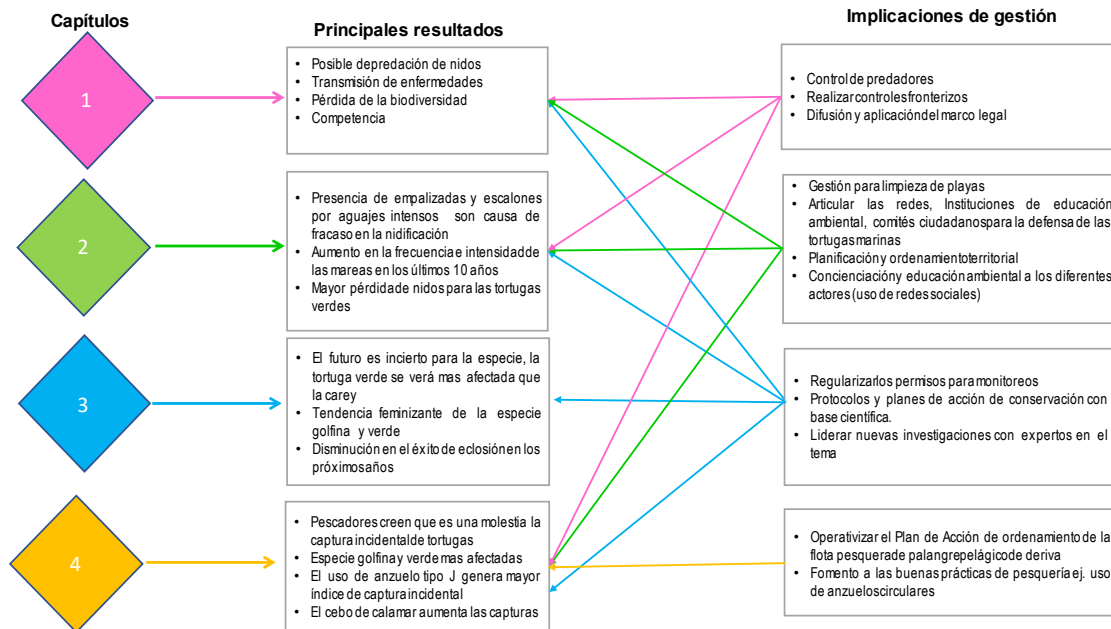 Capítulos
Principales resultados
Implicaciones de gestión
1
• Posible depredación de nidos
• Transmisión de enfermedades
• Pérdida de la biodiversidad
• Competencia
• Control de predadores
• Realizar controles fronterizos
• Difusión y aplicación del marco legal
2
• Presencia de empalizadas y escalones
por aguajes intensos son causa de
fracaso en la nidificación
• Aumento en la frecuencia e intensidad de
las mareas en los últimos 10 años
• Mayor pérdida de nidos para las tortugas
verdes
• Gestión para limpieza de playas
• Articular las redes, Instituciones de educación
ambiental, comités ciudadanos para la defensa de las
tortugas marinas
• Planificación y ordenamiento territorial
• Concienciación y educación ambiental a los diferentes
actores (uso de redes sociales)
3
• El futuro es incierto para la especie, la
tortuga verde se verá mas afectada que
la carey
• Tendencia feminizante de la especie
golfina y verde
• Disminución en el éxito de eclosión en los
próximos años
• Regularizar los permisos para monitoreos
• Protocolos y planes de acción de conservación con
base científica.
• Liderar nuevas investigaciones con expertos en el
tema
4
• Pescadores creen que es una molestia la
captura incidental de tortugas
• Especie golfina y verde mas afectadas
• El uso de anzuelo tipo J genera mayor
índice de captura incidental
• El cebo de calamar aumenta las capturas
• Operativizar el Plan de Acción de ordenamiento de la
flota pesquera de palangre pelágico de deriva
• Fomento a las buenas prácticas de pesquería ej. uso
de anzuelos circulares